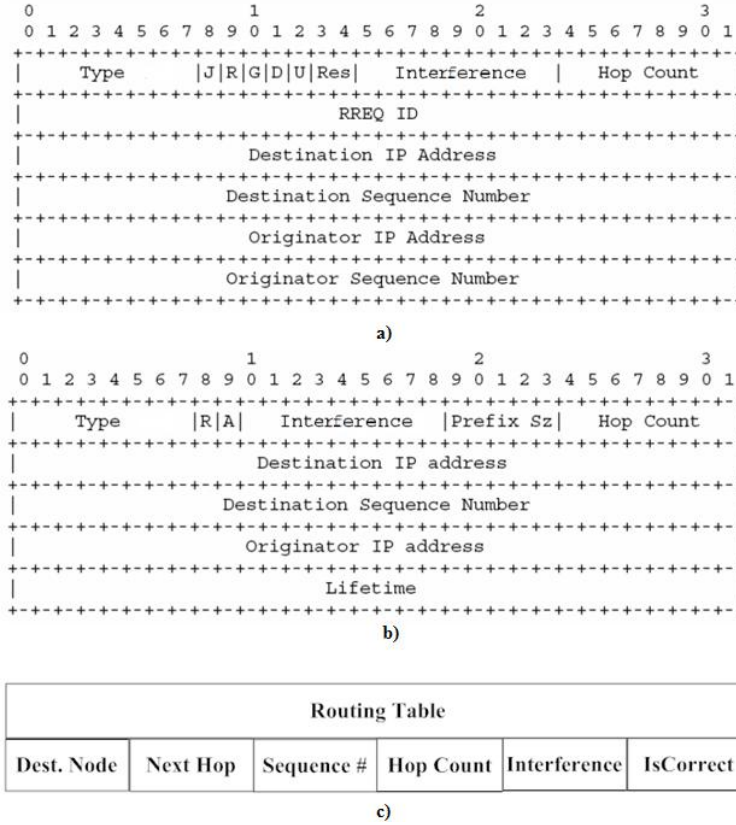 0                   1                   2                   3
0 1 2 3 4 5 6 7 8 9 0 1 2 3 4 5 6 7 8 9 0 1 2 3 4 5 6 7 8 9 0 1
+-+-+-+-+-+-+-+-+-+-+-+-+-+-+-+-+-+-+-+-+-+-+-+-+-+-+-+-+-+-+-+-
| Type |J|R|G|D|U|Res| Interference | Hop Count
+-+-+-+-+-+-+-+-+-+-+-+-+-+-+-+-+-+-+-+-+-+-+-+-+-+-+-+-+-+-+-+-
| RREQ ID
+-+-+-+-+-+-+-+-+-+-+-+-+-+-+-+-+-+-+-+-+-+-+-+-+-+-+-+-+-+-+-+-
| Destination IP Address
+-+-+-+-+-+-+-+-+-+-+-+-+-+-+-+-+-+-+-+-+-+-+-+-+-+-+-+-+-+-+-+-
| Destination Sequence Number
+-+-+-+-+-+-+-+-+-+-+-+-+-+-+-+-+-+-+-+-+-+-+-+-+-+-+-+-+-+-+-+-
| Originator IP Address
+-+-+-+-+-+-+-+-+-+-+-+-+-+-+-+-+-+-+-+-+-+-+-+-+-+-+-+-+-+-+-+-
| Originator Sequence Number
+-+-+-+-+-+-+-+-+-+-+-+-+-+-+-+-+-+-+-+-+-+-+-+-+-+-+-+-+-+-+-+-
a)
0                   1                   2                   3
0 1 2 3 4 5 6 7 8 9 0 1 2 3 4 5 6 7 8 9 0 1 2 3 4 5 6 7 8 9 0 1
+-+-+-+-+-+-+-+-+-+-+-+-+-+-+-+-+-+-+-+-+-+-+-+-+-+-+-+-+-+-+-+-
| Type |R|A| Interference |Prefix Sz| Hop Count
+-+-+-+-+-+-+-+-+-+-+-+-+-+-+-+-+-+-+-+-+-+-+-+-+-+-+-+-+-+-+-+-
| Destination IP address
+-+-+-+-+-+-+-+-+-+-+-+-+-+-+-+-+-+-+-+-+-+-+-+-+-+-+-+-+-+-+-+-
| Destination Sequence Number
+-+-+-+-+-+-+-+-+-+-+-+-+-+-+-+-+-+-+-+-+-+-+-+-+-+-+-+-+-+-+-+-
| Originator IP address
+-+-+-+-+-+-+-+-+-+-+-+-+-+-+-+-+-+-+-+-+-+-+-+-+-+-+-+-+-+-+-+-
| Lifetime
+-+-+-+-+-+-+-+-+-+-+-+-+-+-+-+-+-+-+-+-+-+-+-+-+-+-+-+-+-+-+-+-
b)
Routing Table
Dest. Node Next Hop Sequence # Hop Count Interference IsCorrect
c)